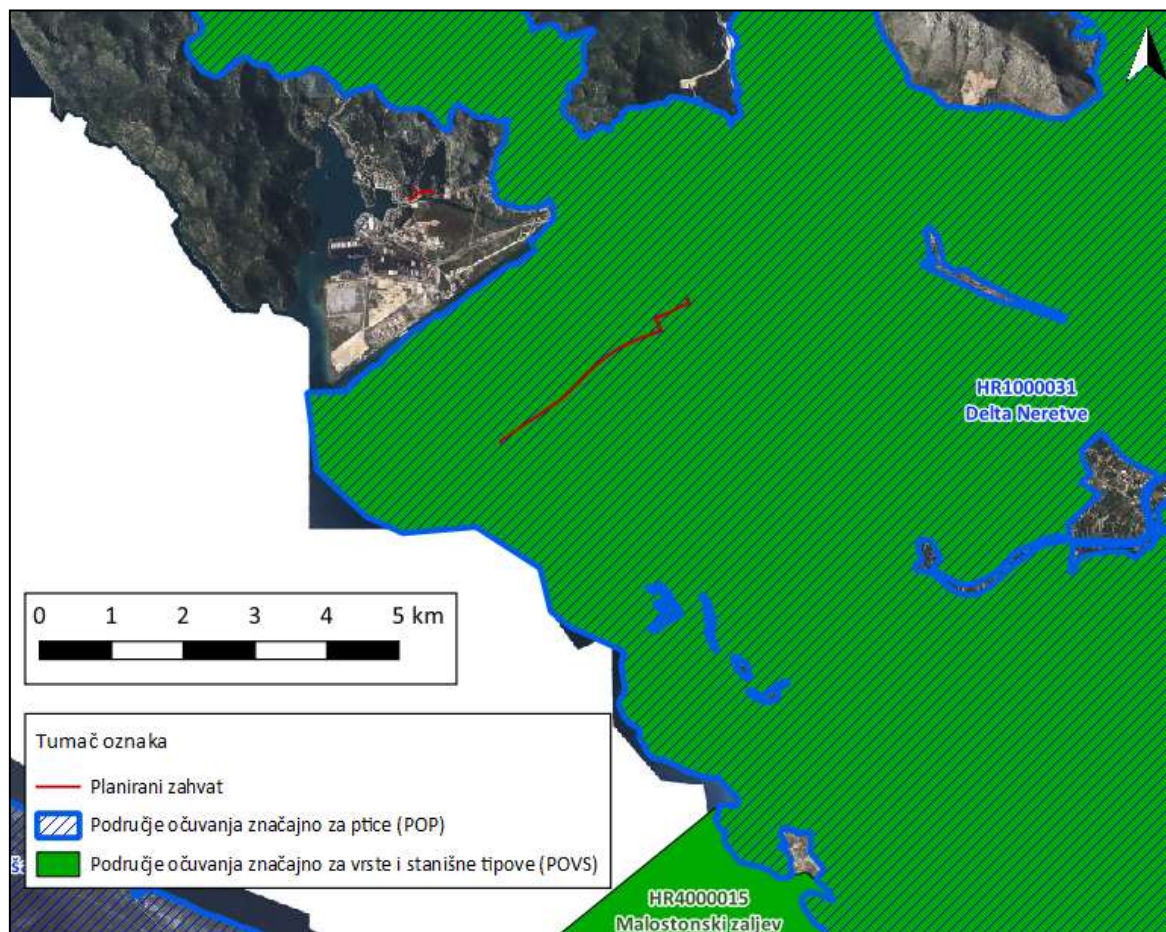 HR1000031
Delta Neretve
0 1 2 3 4 5 km
Tumač oznaka
Planirani zahvat
Područje očuvanja značajno za ptice (POP)
Područje očuvanja značajno za vrste i stanišne tipove (POVS)
HR4000015
Malostonski zaljev